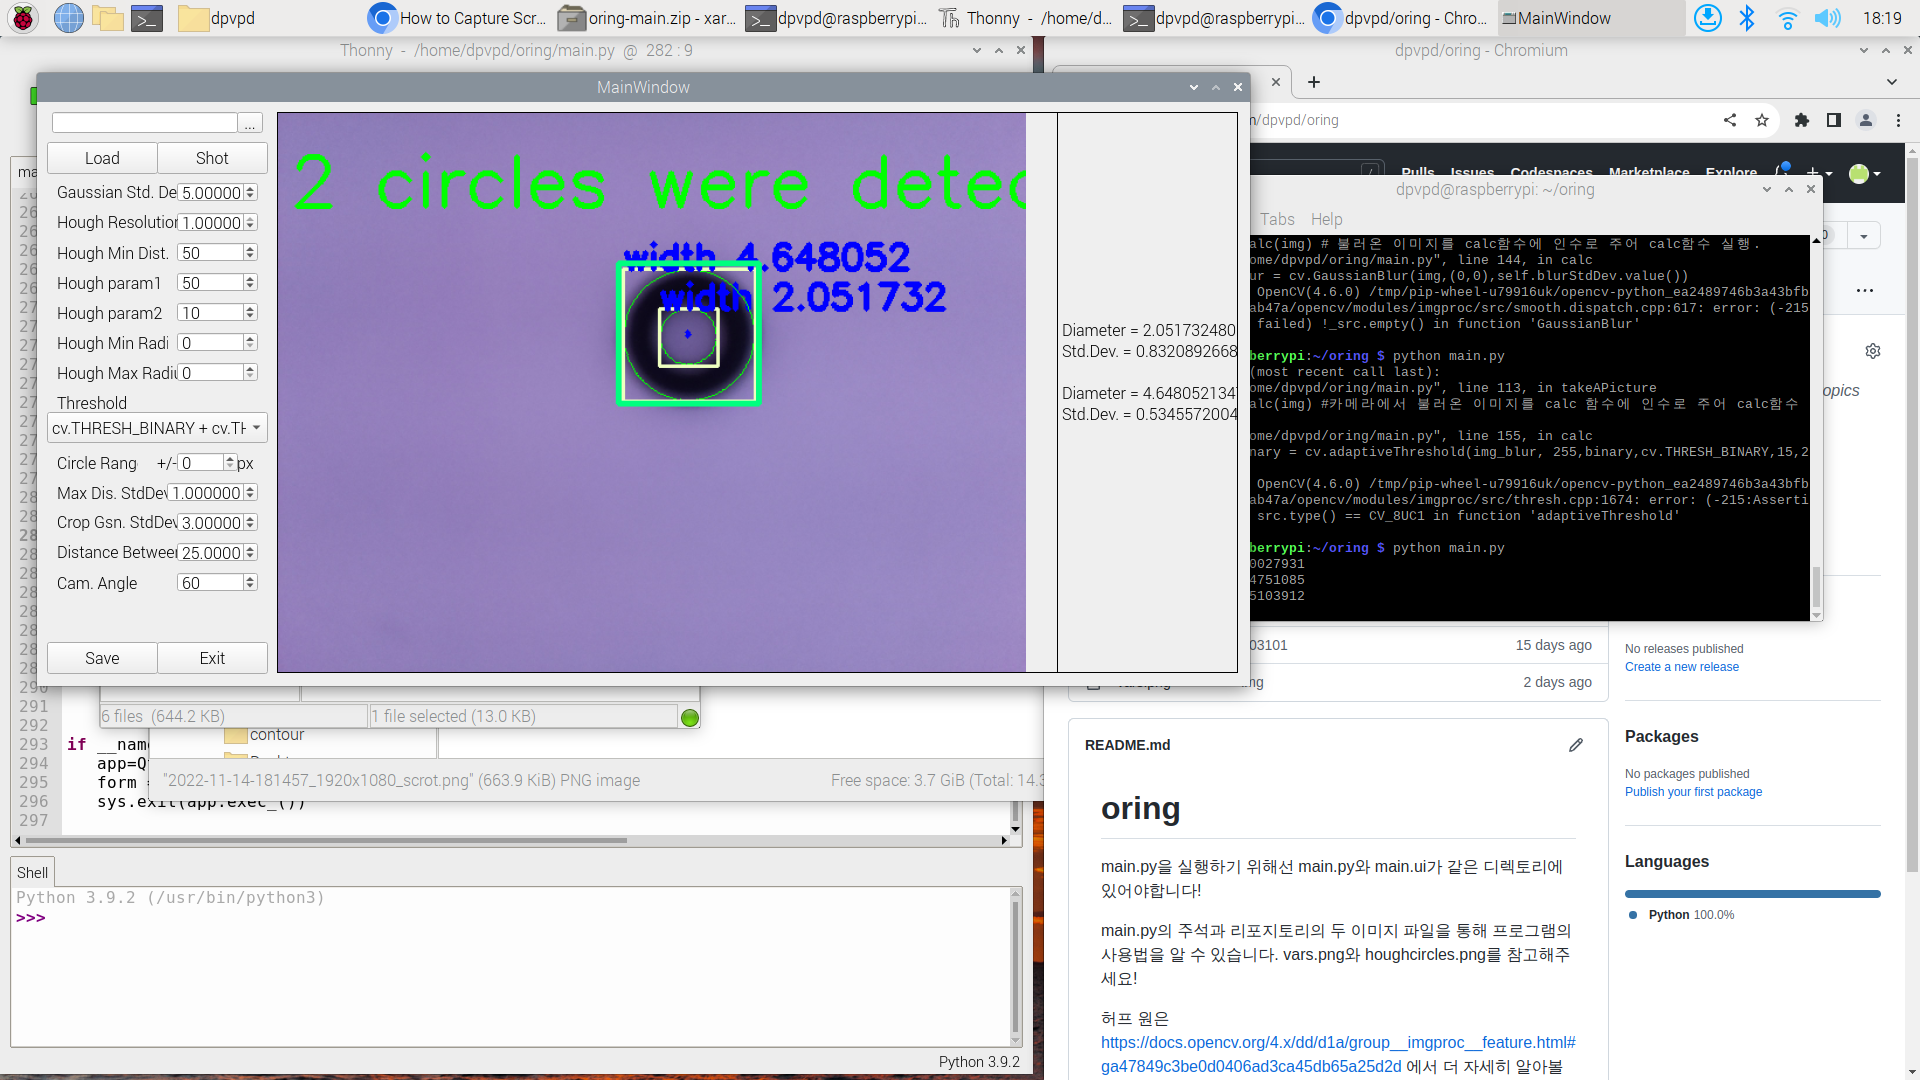 dpvpd
How to Capture Scr...
oring-main.zip - xar...
dpvpd@raspberrypi...
Thonny - /home/d...
dpvpd@raspberrypi...
dpvpd/oring - Chro...
MainWindow
18:19
Thonny - /home/dpvpd/oring/main.py @ 282 : 9
dpvpd/oring - Chromium
MainWindow
...
Load
Shot
Gaussian Std. De
5.00000
Hough Resolution
1.00000
Hough Min Dist.
50
Hough param1
50
Hough param2
10
Hough Min Radi
0
Hough Max Radiu
0
Threshold
cv.THRESH_BINARY + cv.TH
Circle Rang
+/-
0
px
Max Dis. StdDev
1.000000
Crop Gsn. StdDev
3.00000
Distance Between
25.0000
Cam. Angle
60
Save
Exit
2 circles were detec
width 4.648052
width 2.051732
Diameter = 2.051732480
Std.Dev. = 0.8320892668
Diameter = 4.648052134
Std.Dev. = 0.5345572004
/dpvpd/oring
Pulls
Issues
Codespaces
Marketplace
Explore
dpvpd@raspberrypi: ~/oring
Tabs
Help
alc(img) # 불러온 이미지를 calc함수에 인수로 주어 calc함수 실행.
ome/dpvpd/oring/main.py", line 144, in calc
ur = cv.GaussianBlur(img,(0,0),self.blurStdDev.value())
OpenCV(4.6.0) /tmp/pip-wheel-u79916uk/opencv-python_ea2489746b3a43bfb
ab47a/opencv/modules/imgproc/src/smooth.dispatch.cpp:617: error: (-215
failed) !_src.empty() in function 'GaussianBlur'
berrypi:~/oring $ python main.py
(most recent call last):
ome/dpvpd/oring/main.py", line 113, in takeAPicture
alc(img) #카메라에서 불러온 이미지를 calc 함수에 인수로 주어 calc함수
ome/dpvpd/oring/main.py", line 155, in calc
nary = cv.adaptiveThreshold(img_blur, 255,binary,cv.THRESH_BINARY,15,2
OpenCV(4.6.0) /tmp/pip-wheel-u79916uk/opencv-python_ea2489746b3a43bfb
ab47a/opencv/modules/imgproc/src/thresh.cpp:1674: error: (-215:Asserti
src.type() == CV_8UC1 in function 'adaptiveThreshold'
berrypi:~/oring $ python main.py
0027931
4751085
5103912
opics
03101
15 days ago
2 days ago
No releases published
Create a new release
Packages
No packages published
Publish your first package
Languages
Python 100.0%
README.md
oring
main.py을 실행하기 위해선 main.py와 main.ui가 같은 디렉토리에
있어야합니다!
main.py의 주석과 리포지토리의 두 이미지 파일을 통해 프로그램의
사용법을 알 수 있습니다. vars.png와 houghcircles.png를 참고해주
세요!
허프 원은
https://docs.opencv.org/4.x/dd/d1a/group__imgproc__feature.html#
ga47849c3be0d0406ad3ca45db65a25d2d 에서 더 자세히 알아볼
6 files (644.2 KB)
1 file selected (13.0 KB)
contour
"2022-11-14-181457_1920x1080_scrot.png" (663.9 KiB) PNG image
Free space: 3.7 GiB (Total: 14.3
290
291
292
293 if __nam
294 app=Q
295 form =
296 sys.exit(app.exec_())
297
Shell
Python 3.9.2 (/usr/bin/python3)
>>>
Python 3.9.2